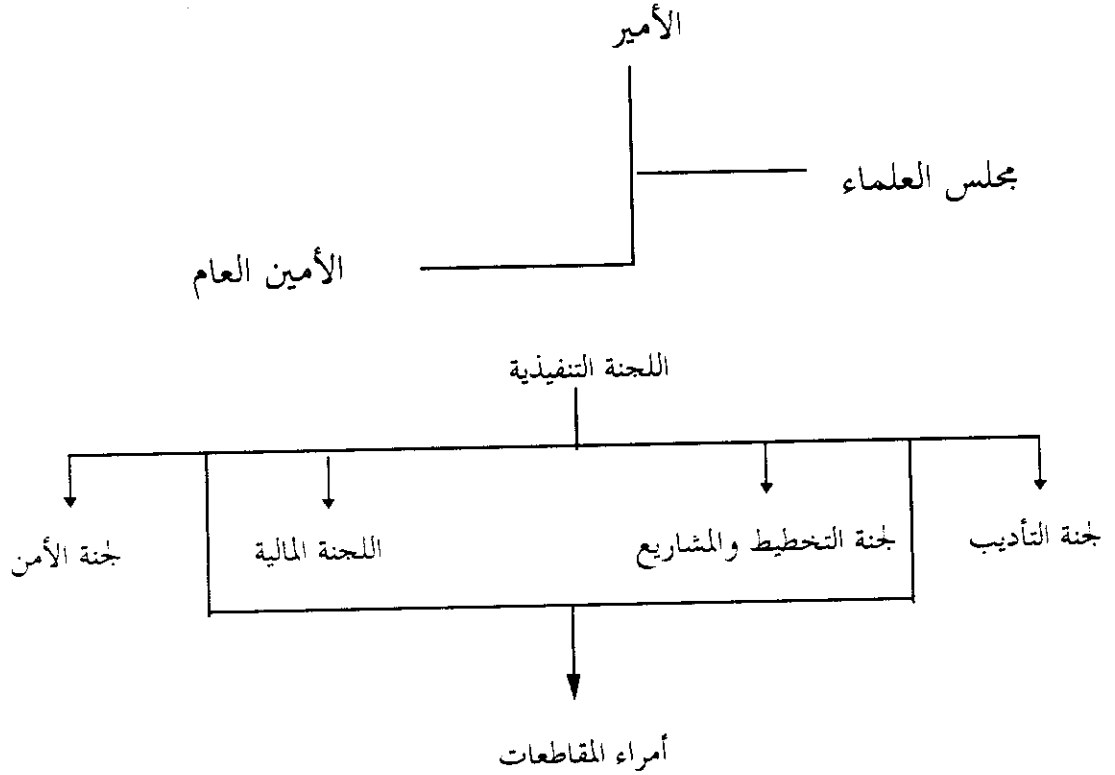 الأمير
مجلس العلماء
الأمين العام
اللجنة التنفيذية
لجنة التأديب
لجنة التخطيط والمشاريع
اللجنة المالية
لجنة الأمن
أمراء المقاطعات